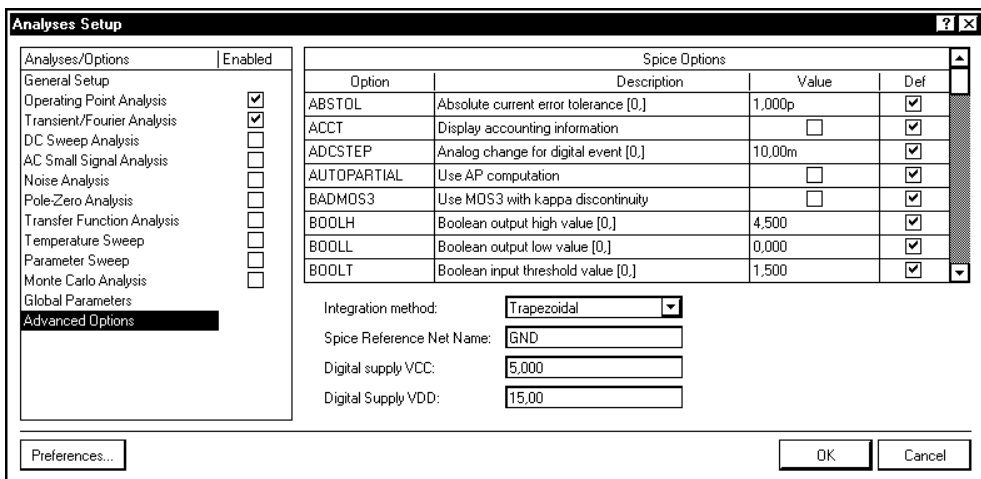 Analyses Setup
Analyses/Options Enabled
General Setup
Operating Point Analysis
Transient/Fourier Analysis
DC Sweep Analysis
AC Small Signal Analysis
Noise Analysis
Pole-Zero Analysis
Transfer Function Analysis
Temperature Sweep
Parameter Sweep
Monte Carlo Analysis
Global Parameters
Advanced Options
Spice Options
Option Description Value Def
ABSTOL Absolute current error tolerance [0,] 1,000p
ACCT Display accounting information
ADCSTEP Analog change for digital event [0,] 10,00m
AUTOPARTIAL Use AP computation
BADMOS3 Use MOS3 with kappa discontinuity
BOOLH Boolean output high value [0,] 4,500
BOOLL Boolean output low value [0,] 0,000
BOOLT Boolean input threshold value [0,] 1,500
Integration method: Trapezoidal
Spice Reference Net Name: GND
Digital supply VCC: 5,000
Digital Supply VDD: 15,00
Preferences... OK Cancel